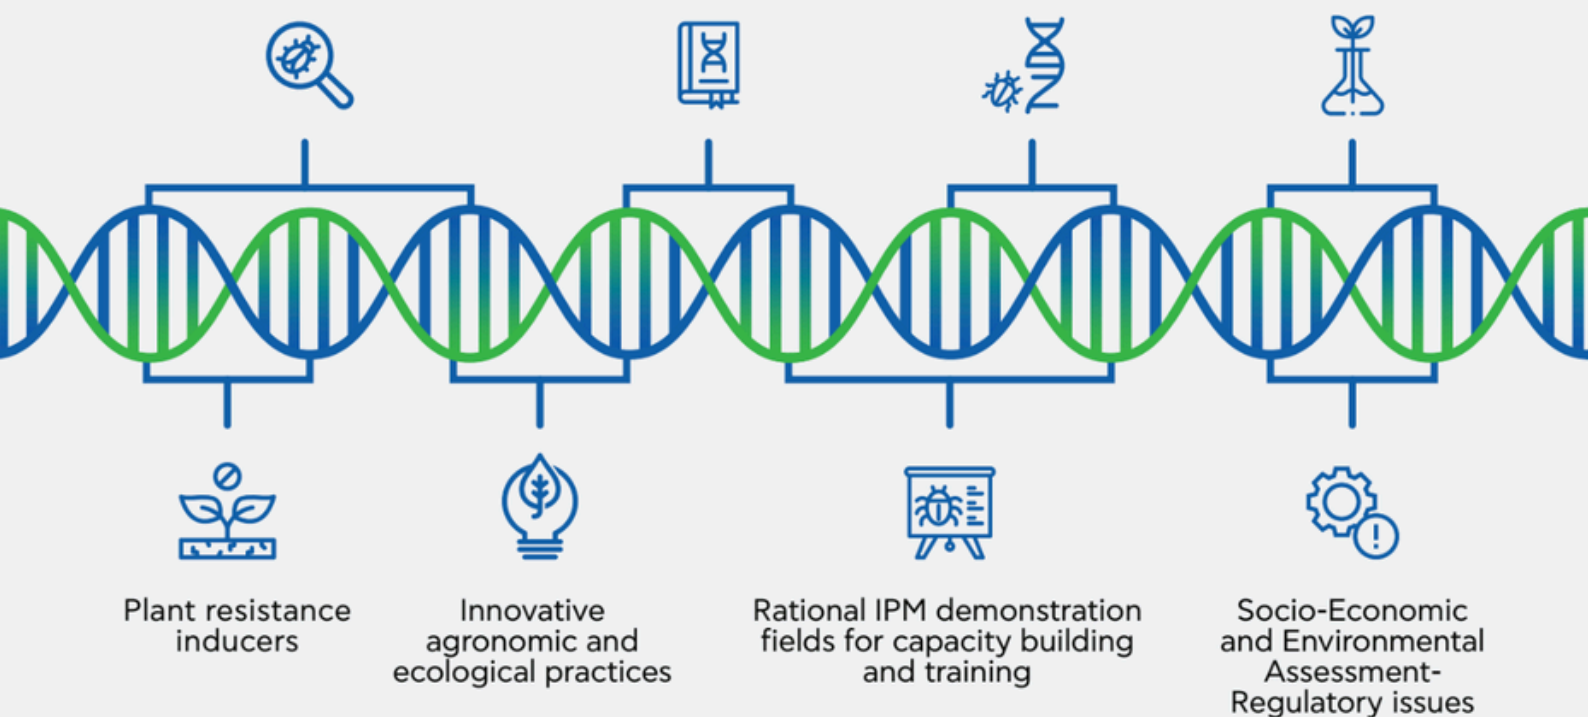 Plant resistance
inducers
Innovative
agronomic and
ecological practices
Rational IPM demonstration
fields for capacity building
and training
Socio-Economic
and Environmental
Assessment-
Regulatory issues